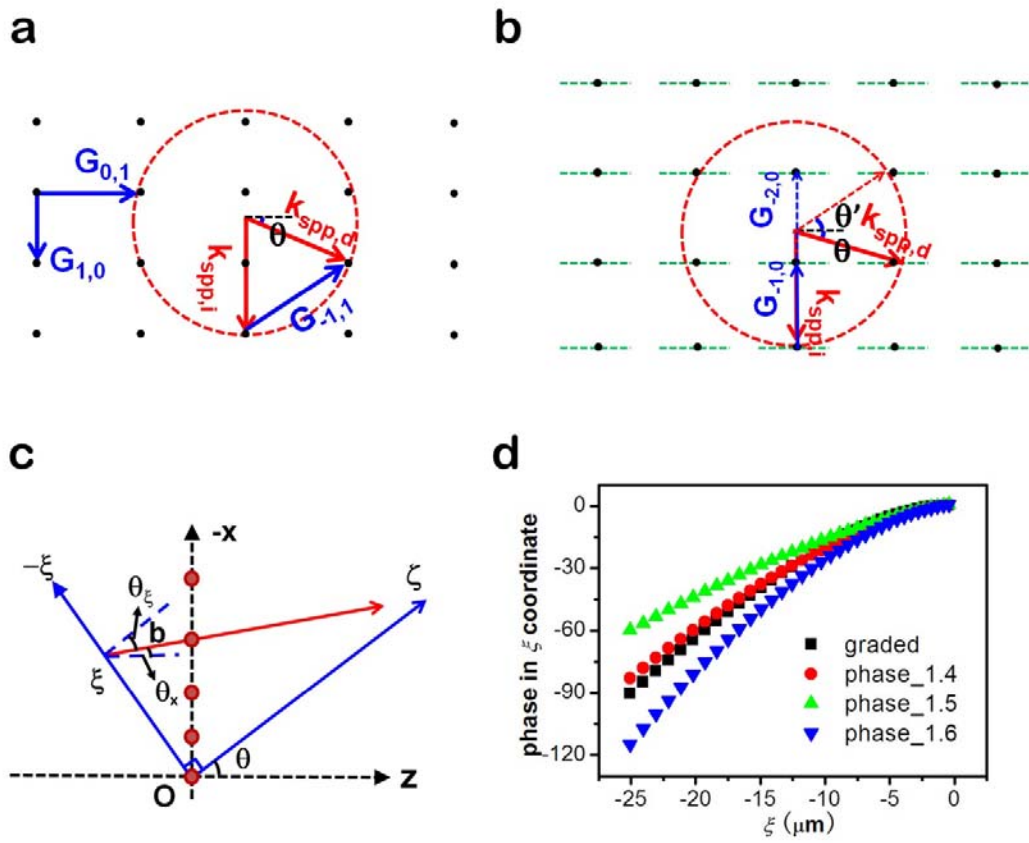 a
G0,1
G1,0
kspp,d
θ
kspp,i
G-1,1
b
G-2,0
θ'
kspp,d
θ
G-1,0
kspp,i
c
-x
−ξ
θξ
b
ζ
ξ
θx
θ
O
z
d
phase in ξ coordinate
0
-30
-60
-90
-120
graded
phase_1.4
phase_1.5
phase_1.6
-25 -20 -15 -10 -5 0
ξ (μm)